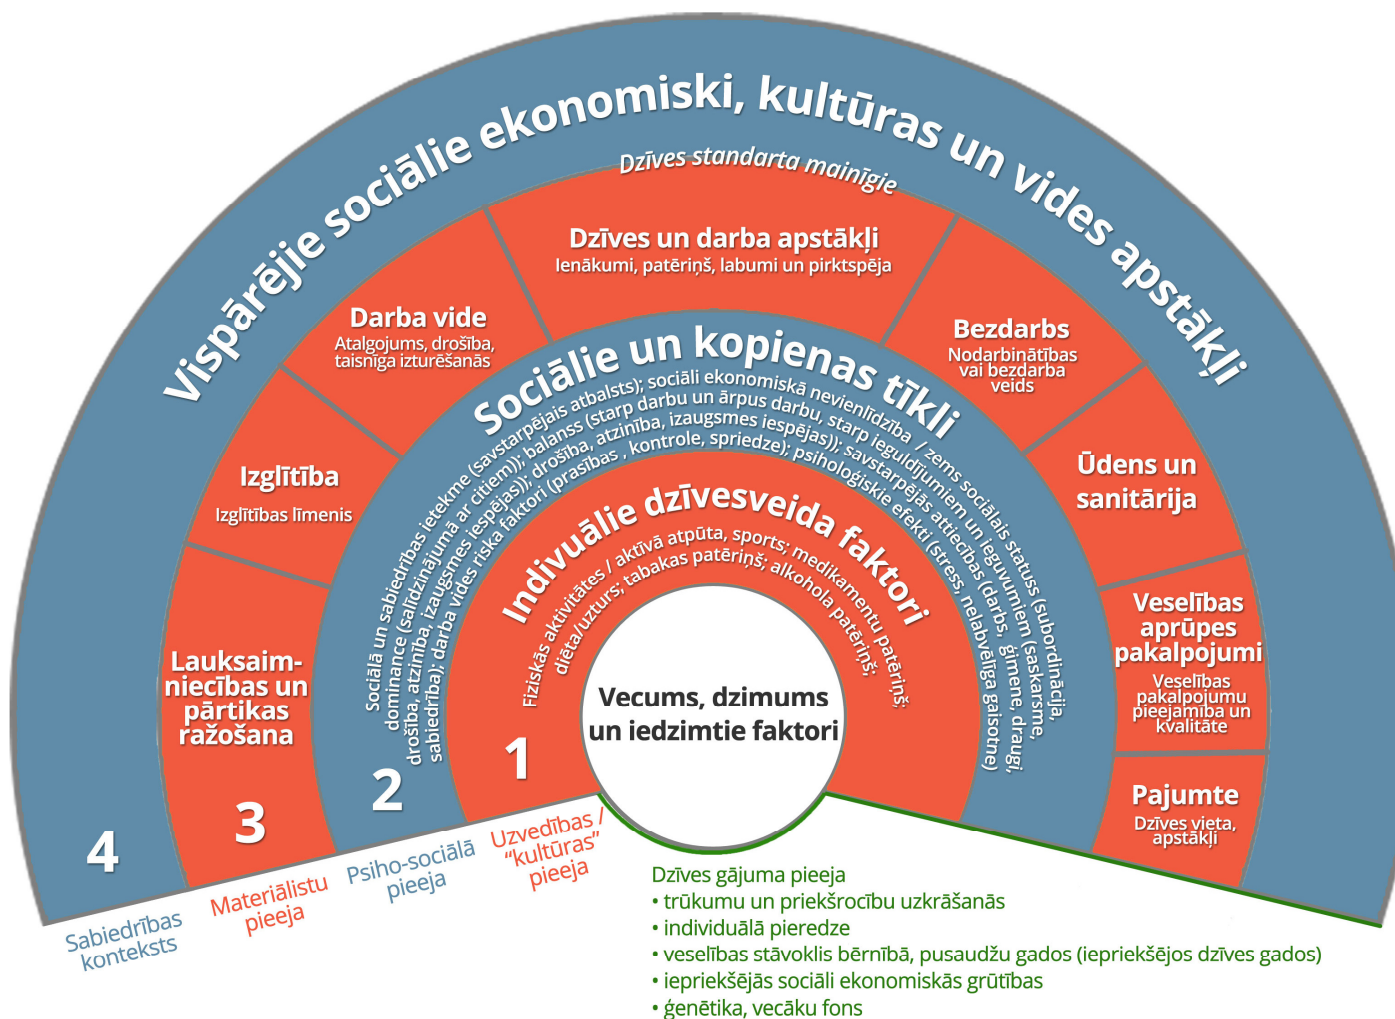 Vispārējie sociālie ekonomiski, kultūras un vides apstākļi
Dzīves standarta mainīgie
Dzīves un darba apstākļi
Ienākumi, patēriņš, labumi un pirktspēja
Darba vide
Atalgojums, drošība,
taisnīga izturēšanās
Bezdarbs
Nodarbinātības
vai bezdarba
veids
Izglītība
Izglītības līmenis
Ūdens un
sanitārija
Lauksaim-
niecības un
pārtikas
ražošana
Veselības
aprūpes
pakalpojumi
Veselības
pakalpojumu
pieejamība un
kvalitāte
Pajumte
Dzīves vieta,
apstākļi
Sociālie un kopienas tīkli
Sociālā un sabiedrības ietekme (savstarpējais atbalsts); sociāli ekonomiskā nevienlīdzība / zems sociālais statuss (subordinācija,
dominance (salīdzinājumā ar citiem)); balanss (starp darbu un ārpus darbu, starp ieguldījumiem un ieguvumiem (saskarsme,
drošība, atzinība, izaugsmes iespējas)); drošība, atzinība, izaugsmes iespējas)); savstarpējās attiecības (darbs, ģimene, draugi,
sabiedrība); darba vides riska faktori (prasības , kontrole, spriedze); psiholoģiskie efekti (stress, nelabvēlīga gaisotne)
Indivuālie dzīvesveida faktori
Fiziskās aktivitātes / aktīvā atpūta, sports; medikamentu patēriņš;
diēta/uzturs; tabakas patēriņš; alkohola patēriņš;
Vecums, dzimums
un iedzimtie faktori
1
2
3
4
Uzvedības /
“kultūras”
pieeja
Psiho-sociālā
pieeja
Materiālistu
pieeja
Sabiedrības
konteksts
Dzīves gājuma pieeja
• trūkumu un priekšrocību uzkrāšanās
• individuālā pieredze
• veselības stāvoklis bērnībā, pusaudžu gados (iepriekšējos dzīves gados)
• iepriekšējās sociāli ekonomiskās grūtības
• ģenētika, vecāku fons